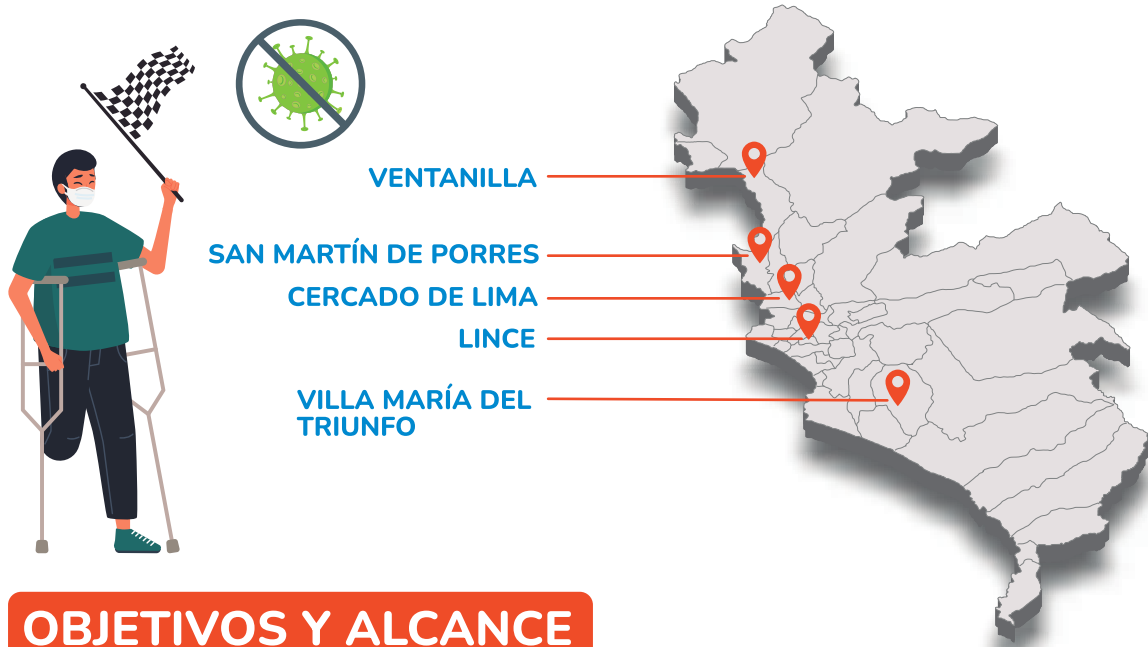 VENTANILLA
SAN MARTÍN DE PORRES
CERCADO DE LIMA
LINCE
VILLA MARÍA DEL
TRIUNFO
OBJETIVOS Y ALCANCE